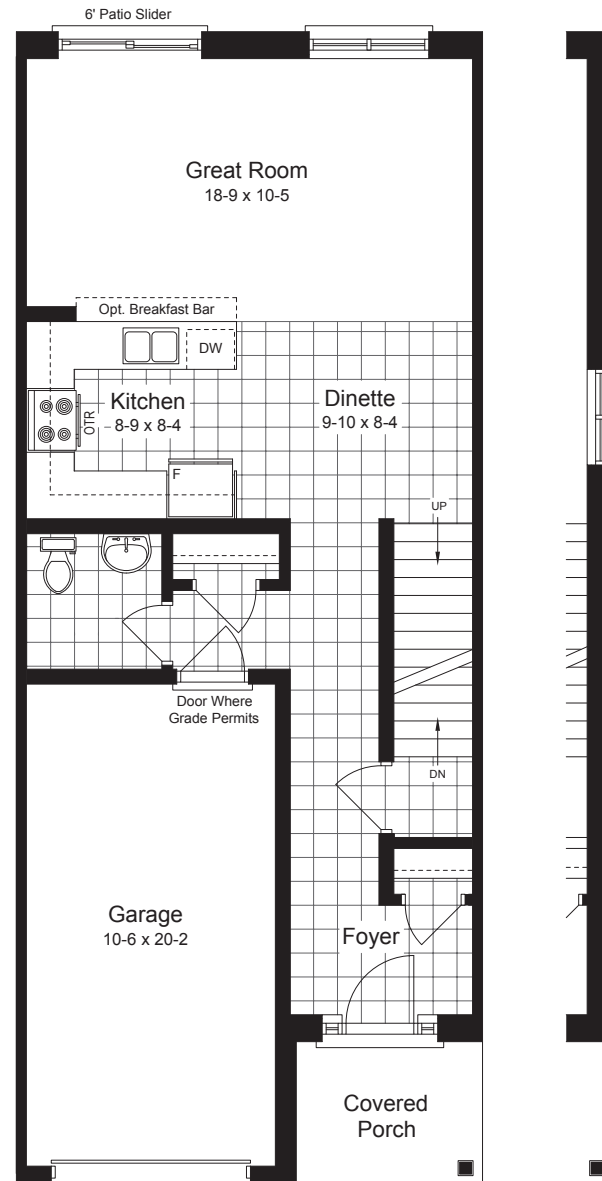 6' Patio Slider
Great Room
18-9 x 10-5
Opt. Breakfast Bar
DW
Kitchen
8-9 x 8-4
OTR
Dinette
9-10 x 8-4
F
UP
Door Where
Grade Permits
DN
Garage
10-6 x 20-2
Foyer
Covered
Porch